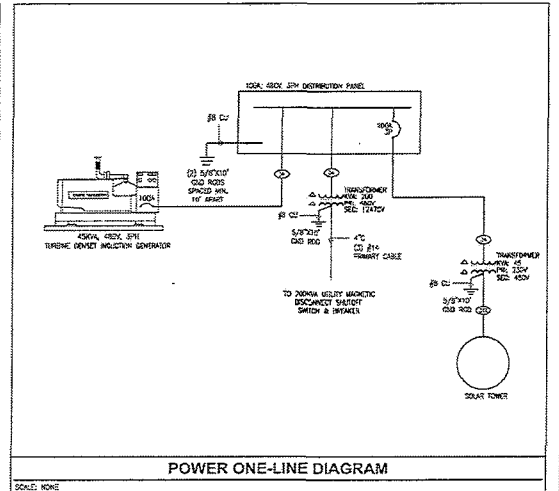 100A, 480V, 3PH DISTRIBUTION PANEL
#8 CU
200A
3P
(2) 5/8"X10'
GND RODS
SPACED MIN.
10' APART
100A
45KVA, 480V, 3PH
TURBINE GENSET INDUCTION GENERATOR
TRANSFORMER
KVA: 200
PRI: 480V
SEC: 12470V
#8 CU
5/8"X10'
GND ROD
4"C
(3) #14
PRIMARY CABLE
TO 200KVA UTILITY MAGNETIC
DISCONNECT SHUTOFF
SWITCH & BREAKER
TRANSFORMER
KVA: 45
PRI: 230V
SEC: 480V
#8 CU
5/8"X10'
GND ROD
SOLAR TOWER
POWER ONE-LINE DIAGRAM
SCALE: NONE